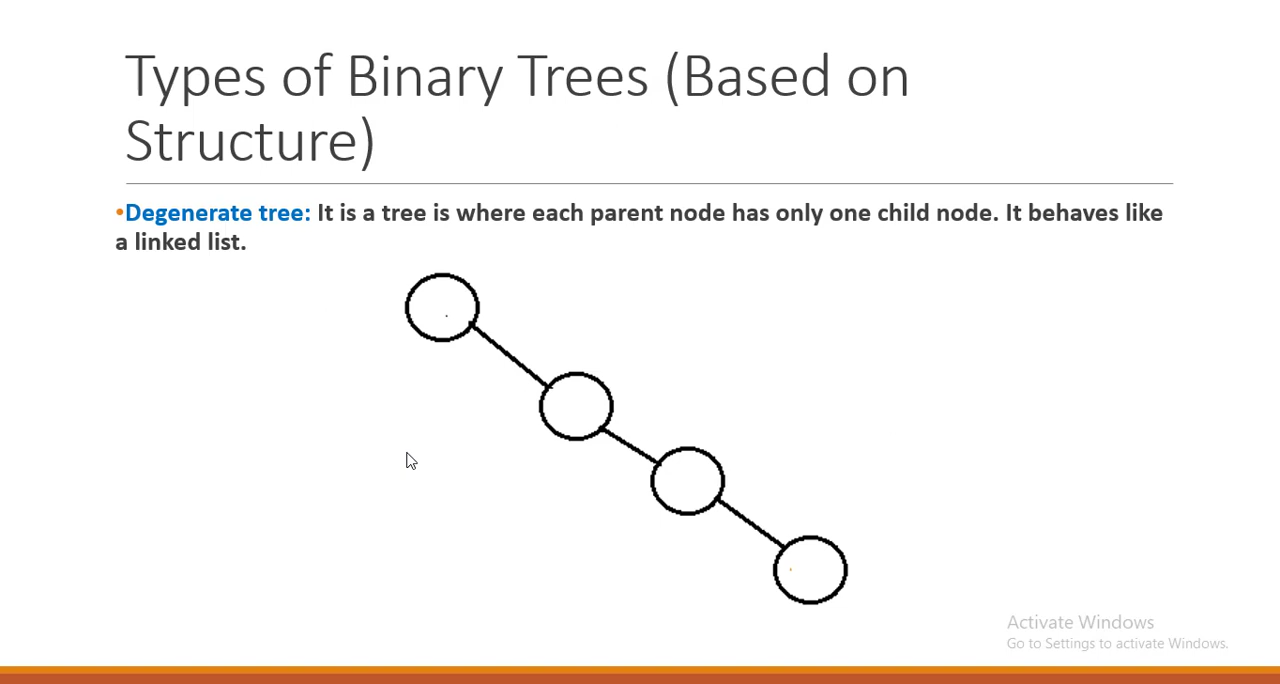 Types of Binary Trees (Based on
Structure)
•Degenerate tree: It is a tree is where each parent node has only one child node. It behaves like
a linked list.
Activate Windows
Go to Settings to activate Windows.